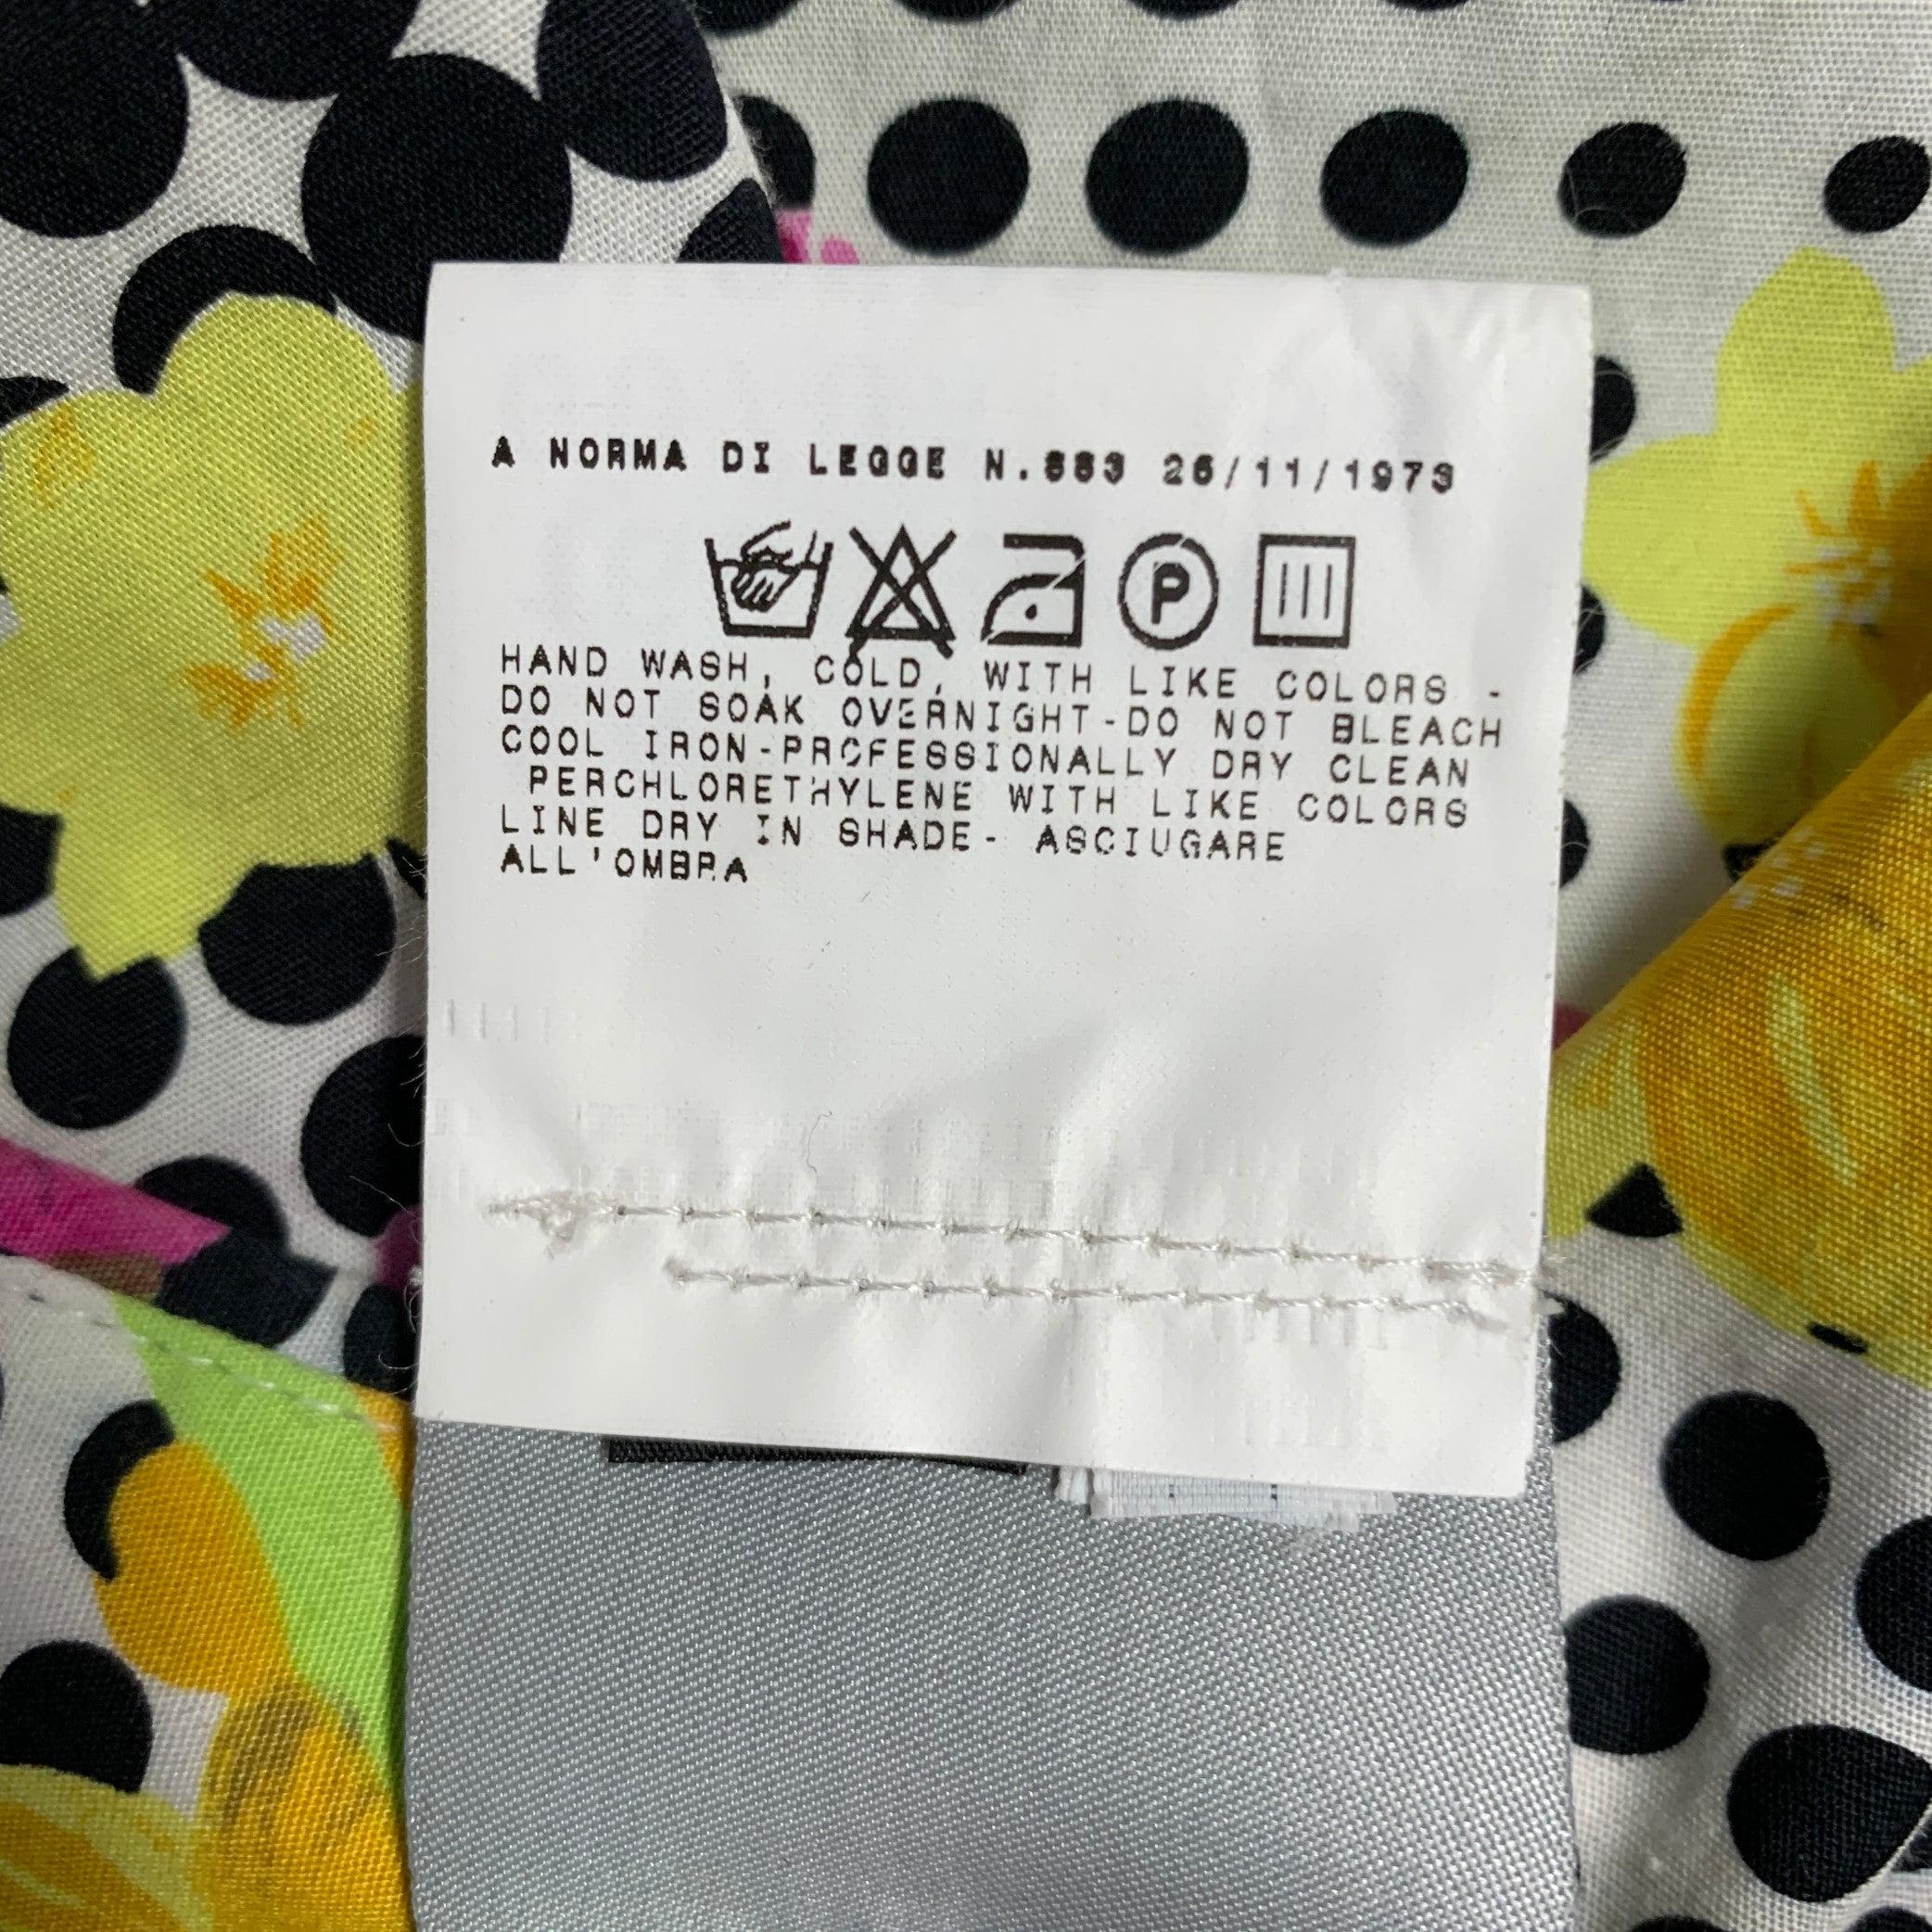 A NORMA DI LEGGE N.883 26/11/1973
P
HAND WASH, COLD, WITH LIKE COLORS -
DO NOT SOAK OVERNIGHT-DO NOT BLEACH
COOL IRON-PROFESSIONALLY DRY CLEAN
PERCHLORETHYLENE WITH LIKE COLORS
LINE DRY IN SHADE- ASCIUGARE
ALL'OMBRA